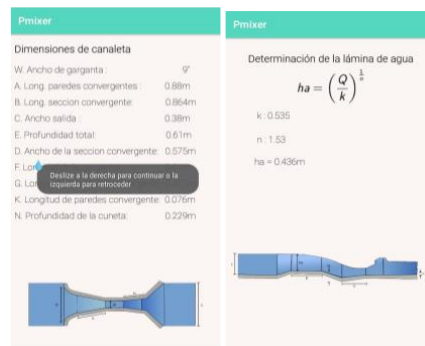 Pmixer
Dimensiones de canaleta
W. Ancho de garganta : 9"
A. Long. paredes convergentes : 0.88m
B. Long. seccion convergente: 0.864m
C. Ancho salida : 0.38m
E. Profundidad total: 0.61m
D. Ancho de la seccion convergente: 0.575m
F. Lon
G. Lon
Deslize a la derecha para continuar o la
izquierda para retroceder
K. Longitud de paredes convergente: 0.076m
N. Profundidad de la cuneta: 0.229m
Pmixer
Determinación de la lámina de agua
ha = (Q/k)^(1/n)
k : 0.535
n : 1.53
ha = 0.436m